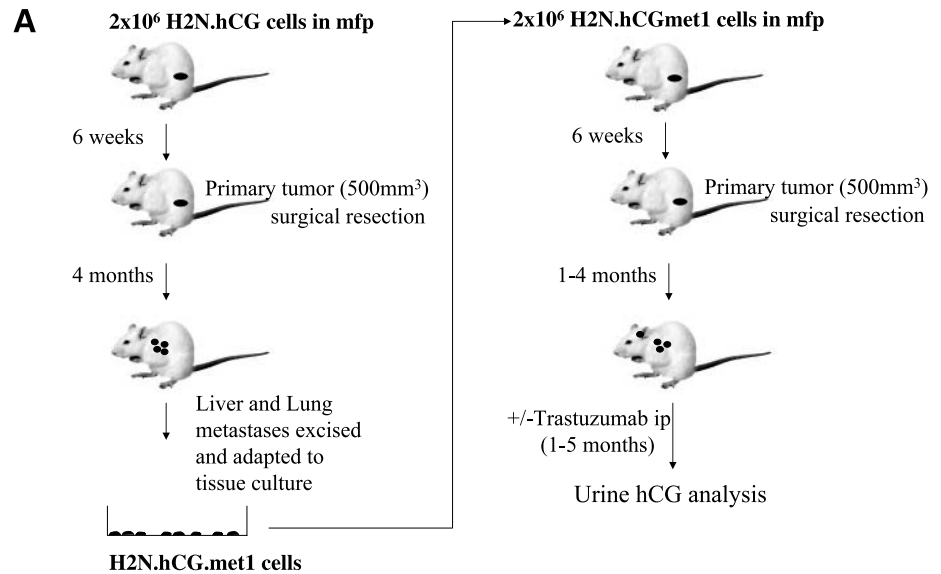 A
2x10⁶ H2N.hCG cells in mfp
6 weeks
Primary tumor (500mm³)
surgical resection
4 months
Liver and Lung
metastases excised
and adapted to
tissue culture
H2N.hCG.met1 cells
2x10⁶ H2N.hCGmet1 cells in mfp
6 weeks
Primary tumor (500mm³)
surgical resection
1-4 months
+/-Trastuzumab ip
(1-5 months)
Urine hCG analysis